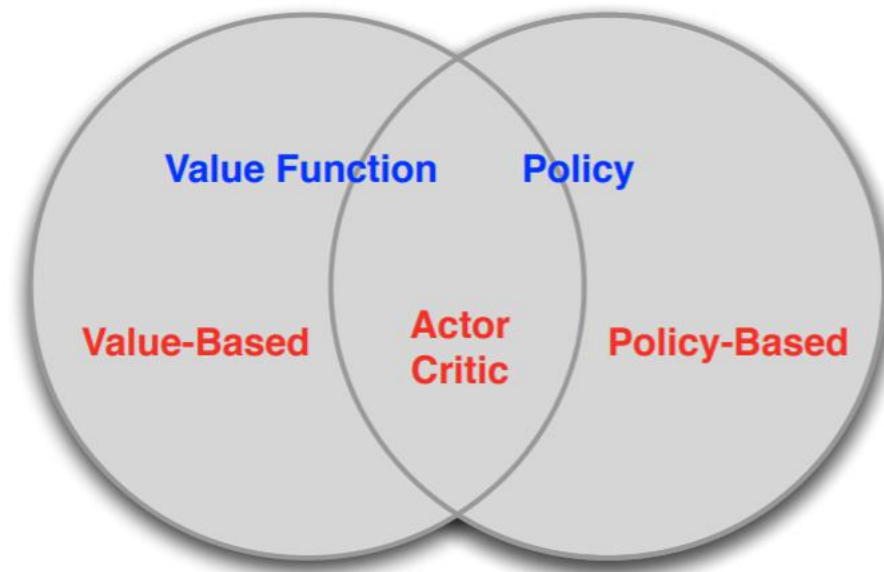 Value Function
Policy
Value-Based
Actor
Critic
Policy-Based